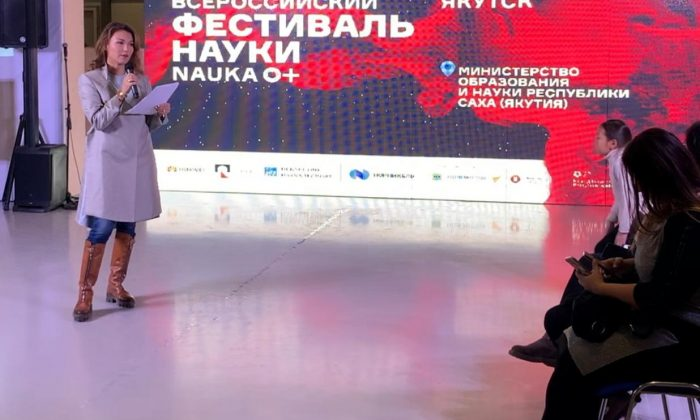 ВСЕРОССИЙСКИЙ
ФЕСТИВАЛЬ
НАУКИ
NAUKA 0+
ЯКУТСК
МИНИСТЕРСТВО
ОБРАЗОВАНИЯ
И НАУКИ РЕСПУБЛИКИ
САХА (ЯКУТИЯ)